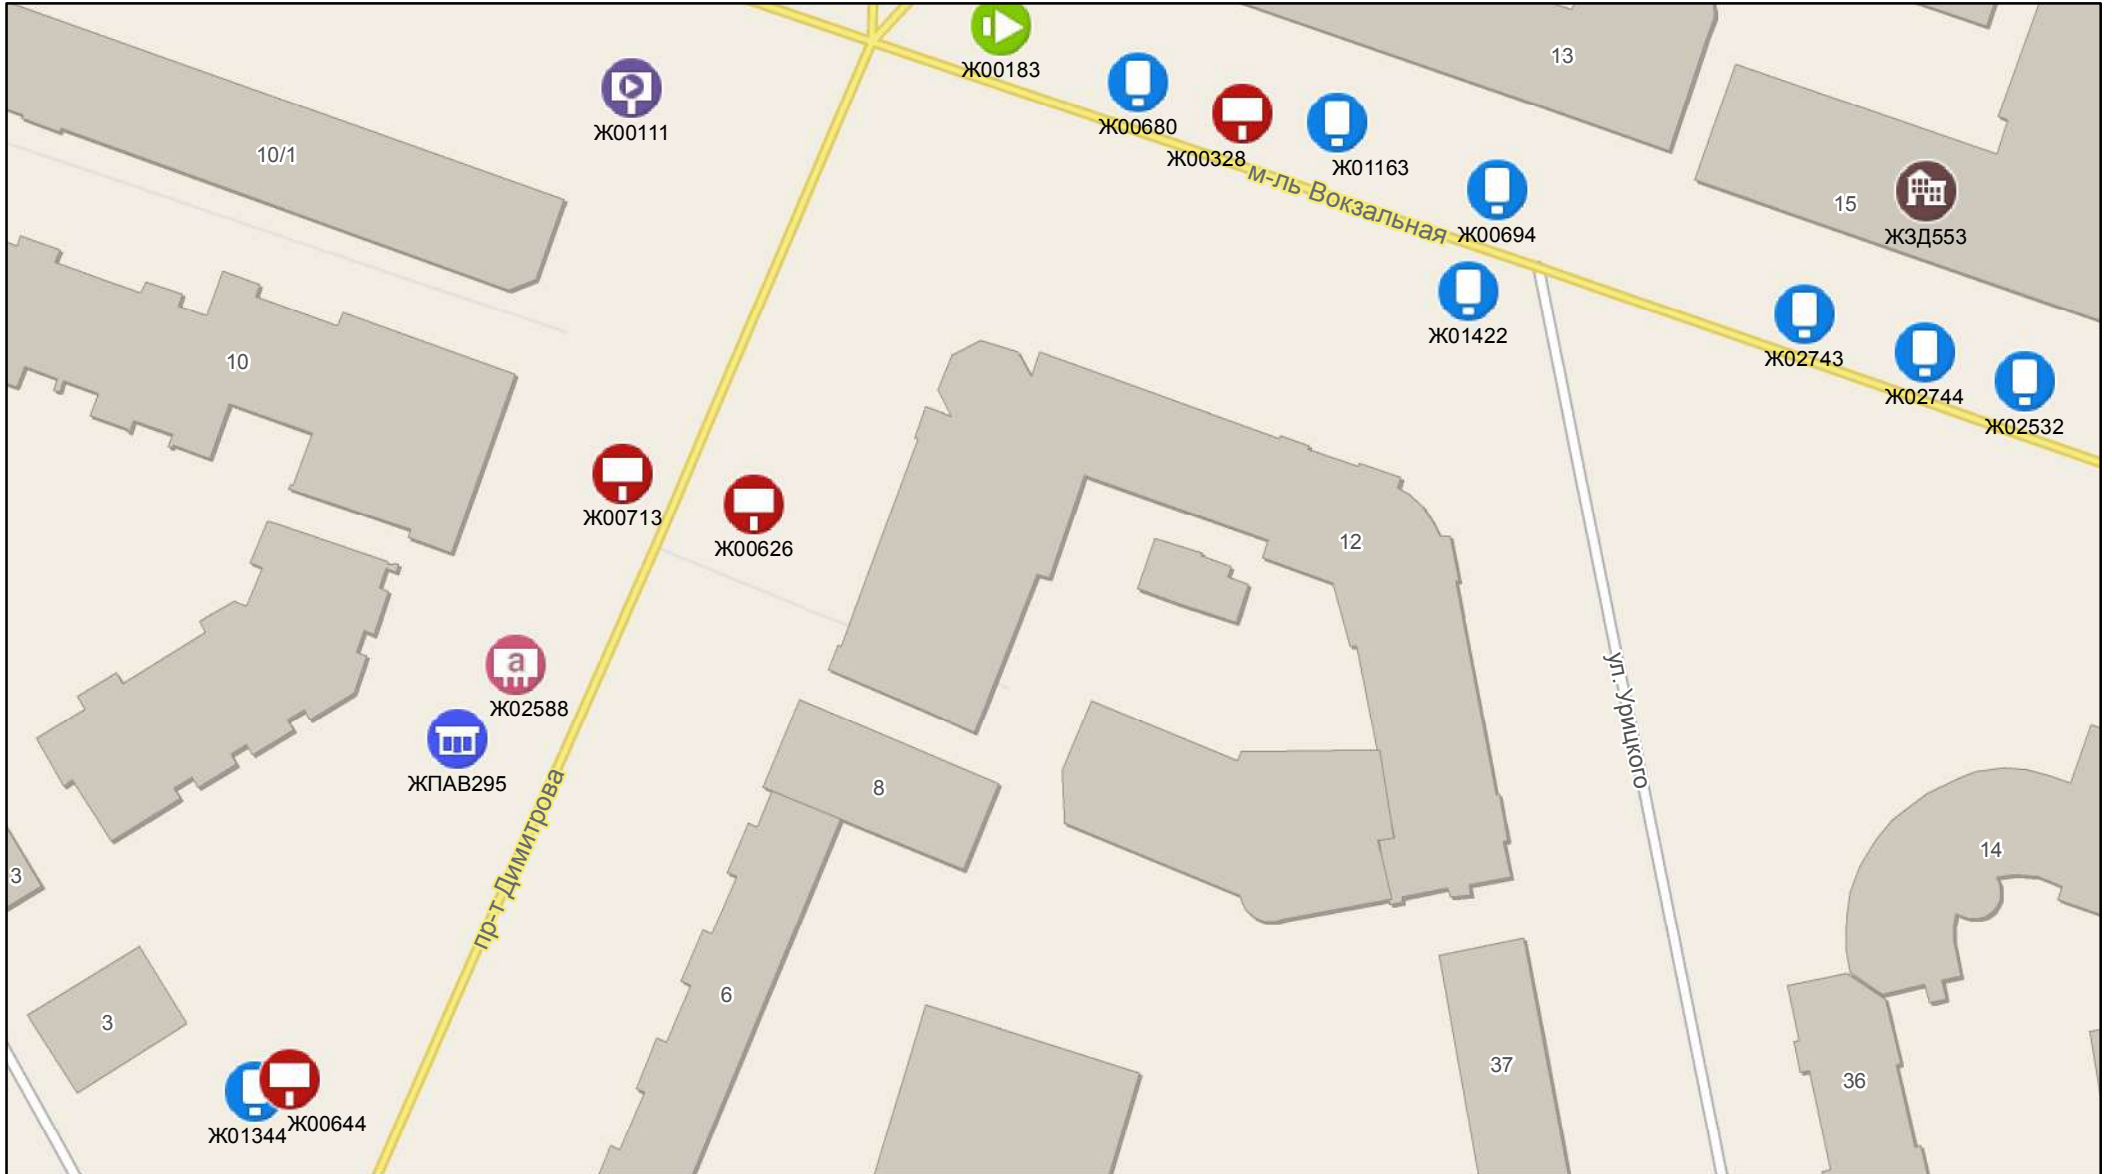 Ж00183
13
Ж00111
Ж00680
Ж00328
Ж01163
10/1
м-ль Вокзальная
Ж00694
15
ЖЗД553
Ж01422
Ж02743
10
Ж02744
Ж02532
Ж00713
Ж00626
12
a
Ж02588
ул. Урицкого
ЖПАВ295
8
пр-т Димитрова
14
3
6
3
37
36
Ж01344
Ж00644